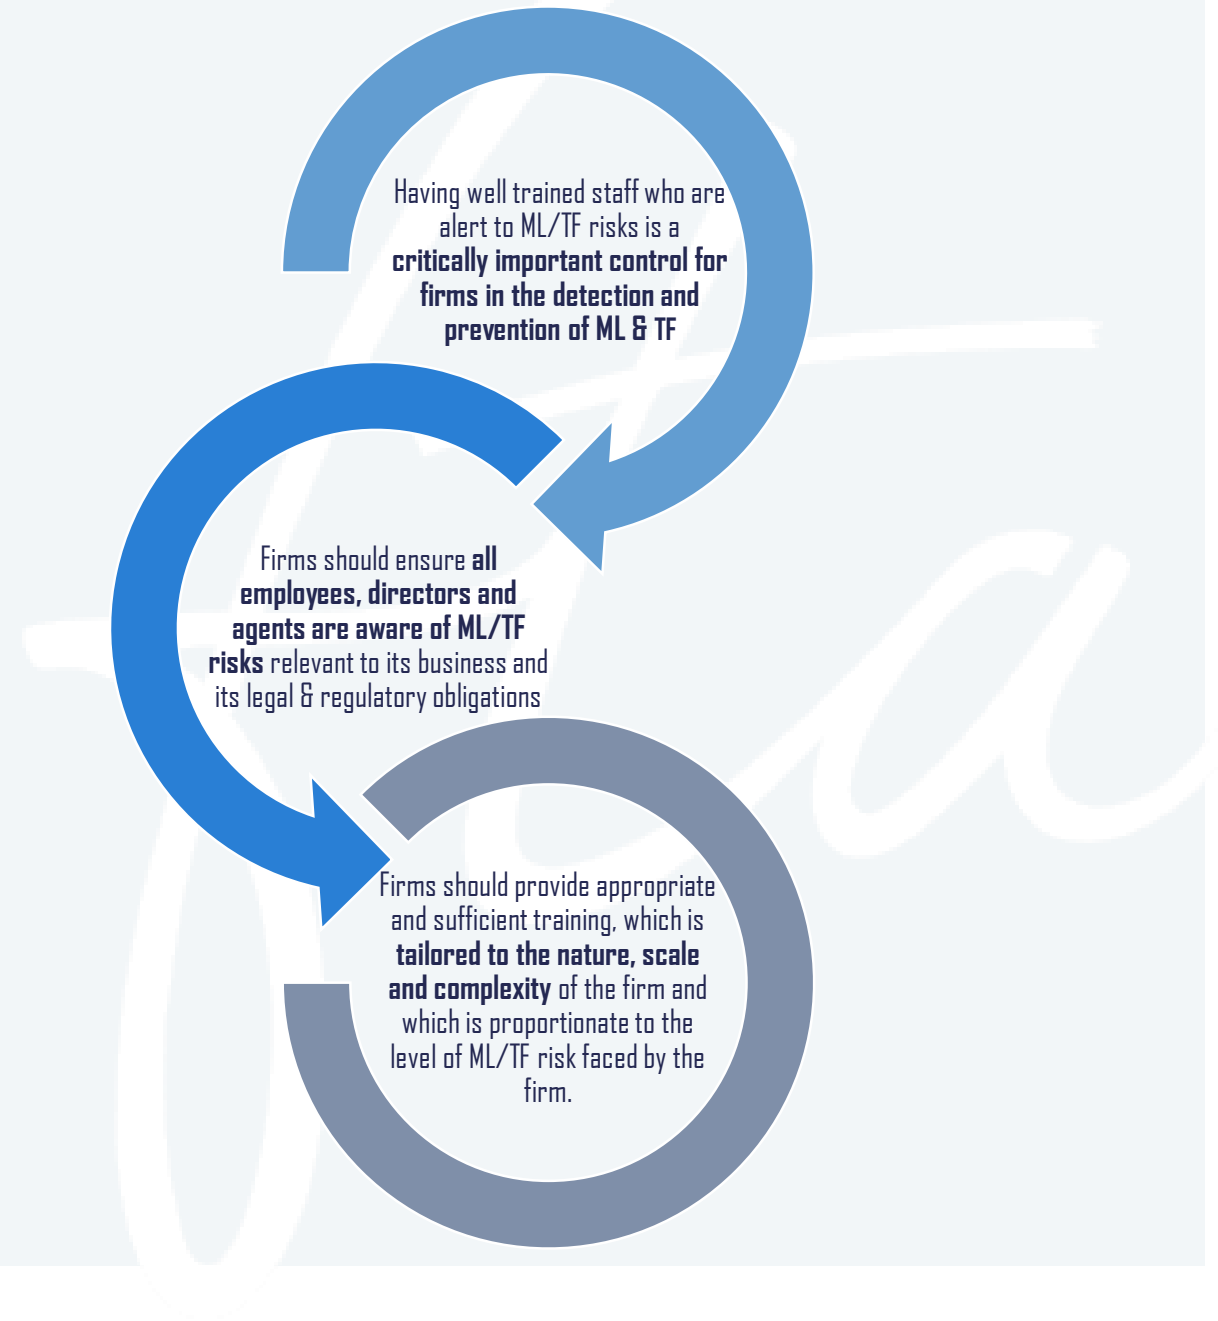 Having well trained staff who are
alert to ML/TF risks is a
critically important control for
firms in the detection and
prevention of ML & TF
Firms should ensure all
employees, directors and
agents are aware of ML/TF
risks relevant to its business and
its legal & regulatory obligations
Firms should provide appropriate
and sufficient training, which is
tailored to the nature, scale
and complexity of the firm and
which is proportionate to the
level of ML/TF risk faced by the
firm.